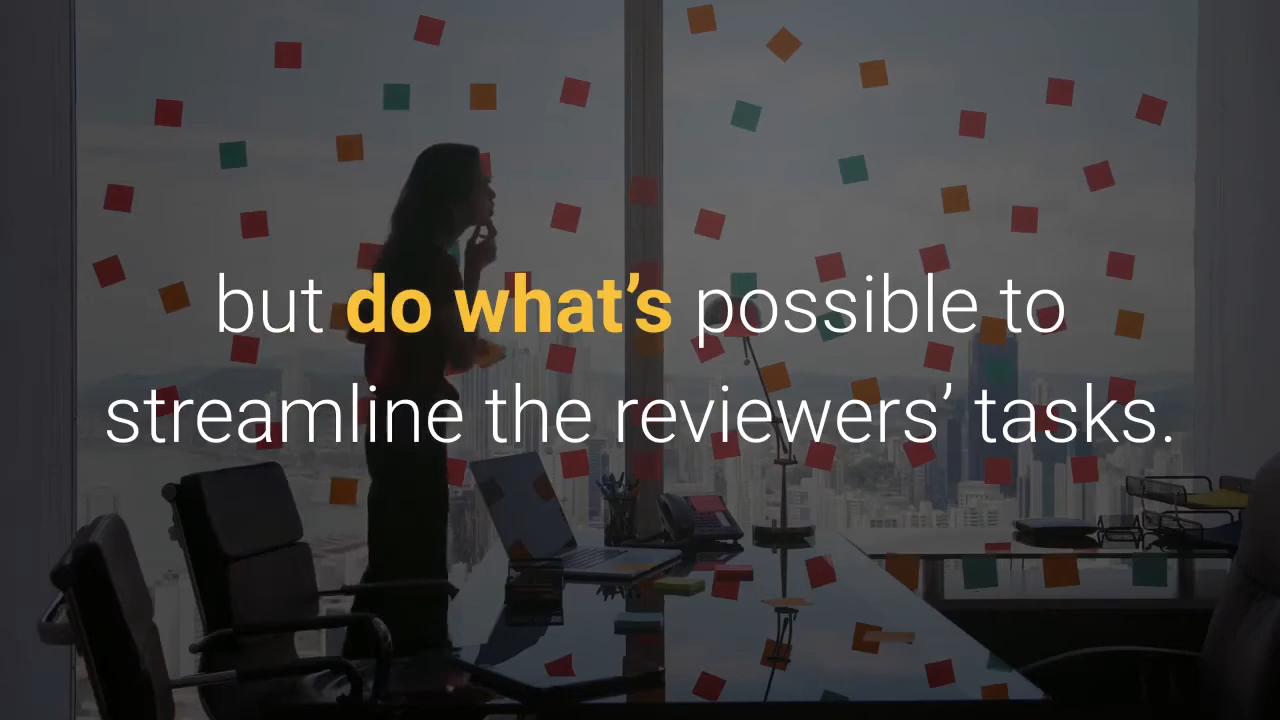 but do what’s possible to
streamline the reviewers’ tasks.